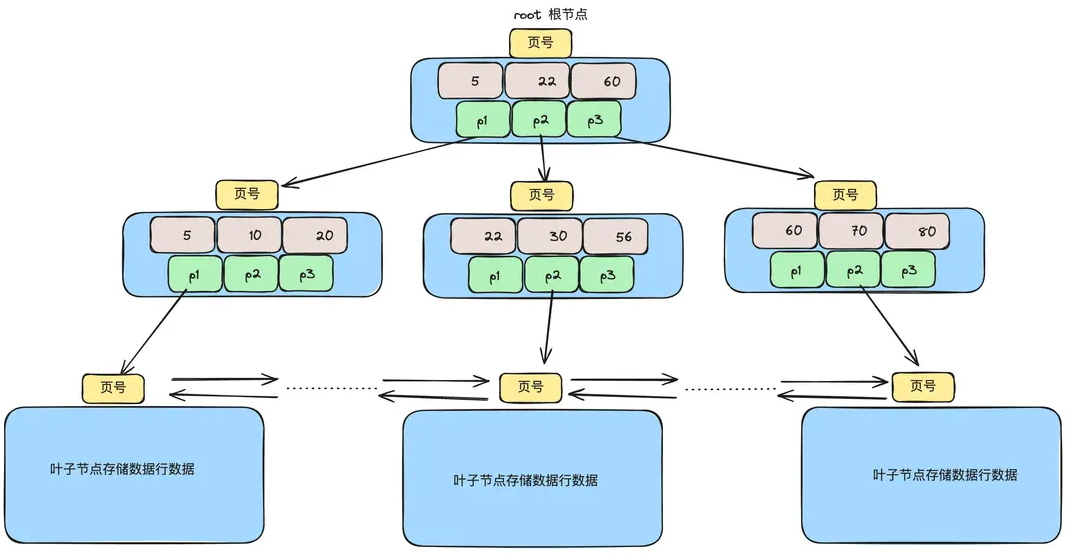 root 根节点
页号
5 22 60
p1 p2 p3
页号 页号 页号
5 10 20 22 30 56 60 70 80
p1 p2 p3 p1 p2 p3 p1 p2 p3
页号 页号 页号
叶子节点存储数据行数据 叶子节点存储数据行数据 叶子节点存储数据行数据